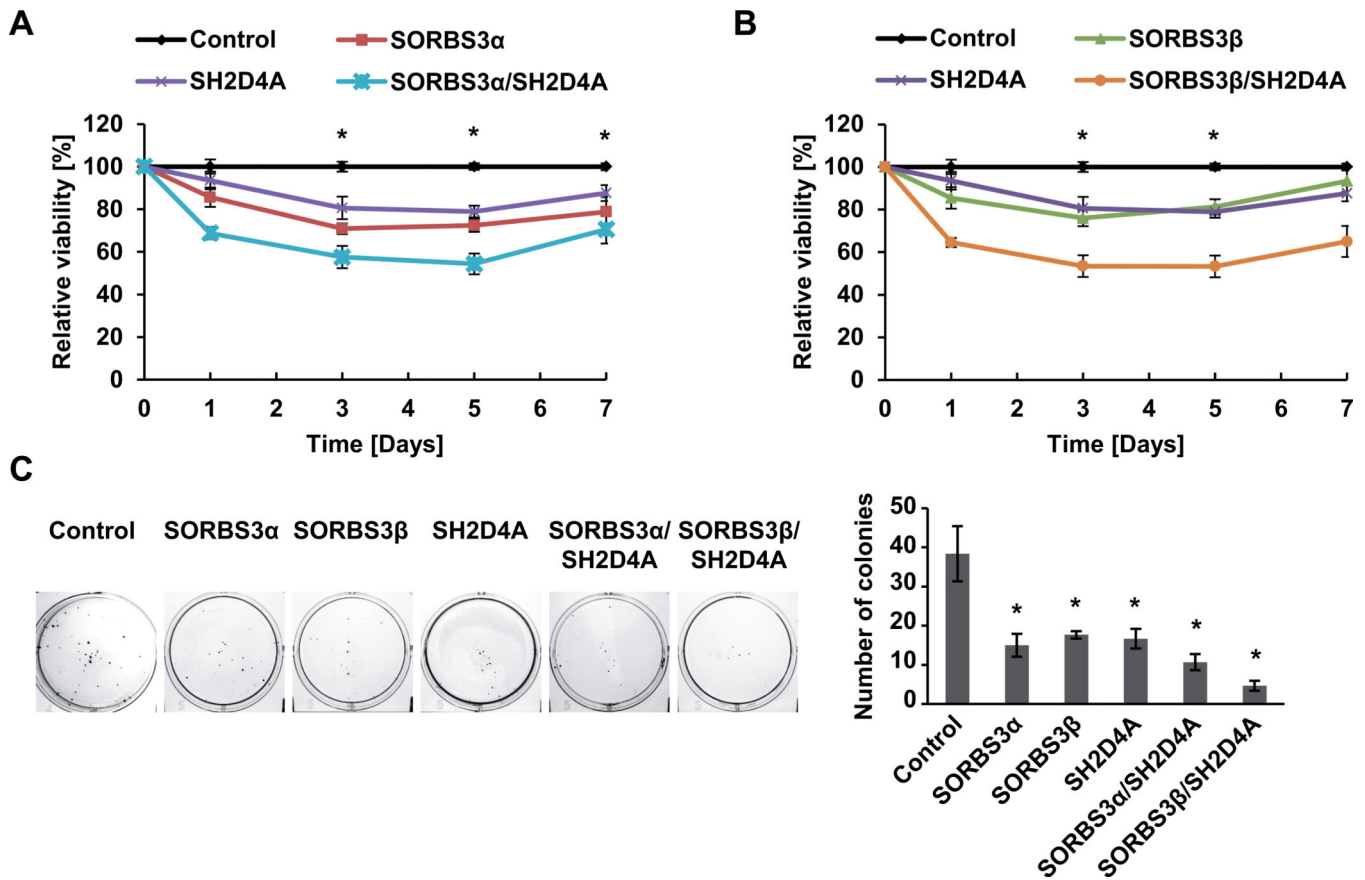 A
Control SORBS3α
SH2D4A SORBS3α/SH2D4A
Relative viability [%]
120
100
80
60
40
20
0
* * *
0 1 2 3 4 5 6 7
Time [Days]
B
Control SORBS3β
SH2D4A SORBS3β/SH2D4A
Relative viability [%]
120
100
80
60
40
20
0
* *
0 1 2 3 4 5 6 7
Time [Days]
C
Control
SORBS3α
SORBS3β
SH2D4A
SORBS3α/
SH2D4A
SORBS3β/
SH2D4A
Number of colonies
50
40
30
20
10
0
* * * * *
Control
SORBS3α
SORBS3β
SH2D4A
SORBS3α/SH2D4A
SORBS3β/SH2D4A